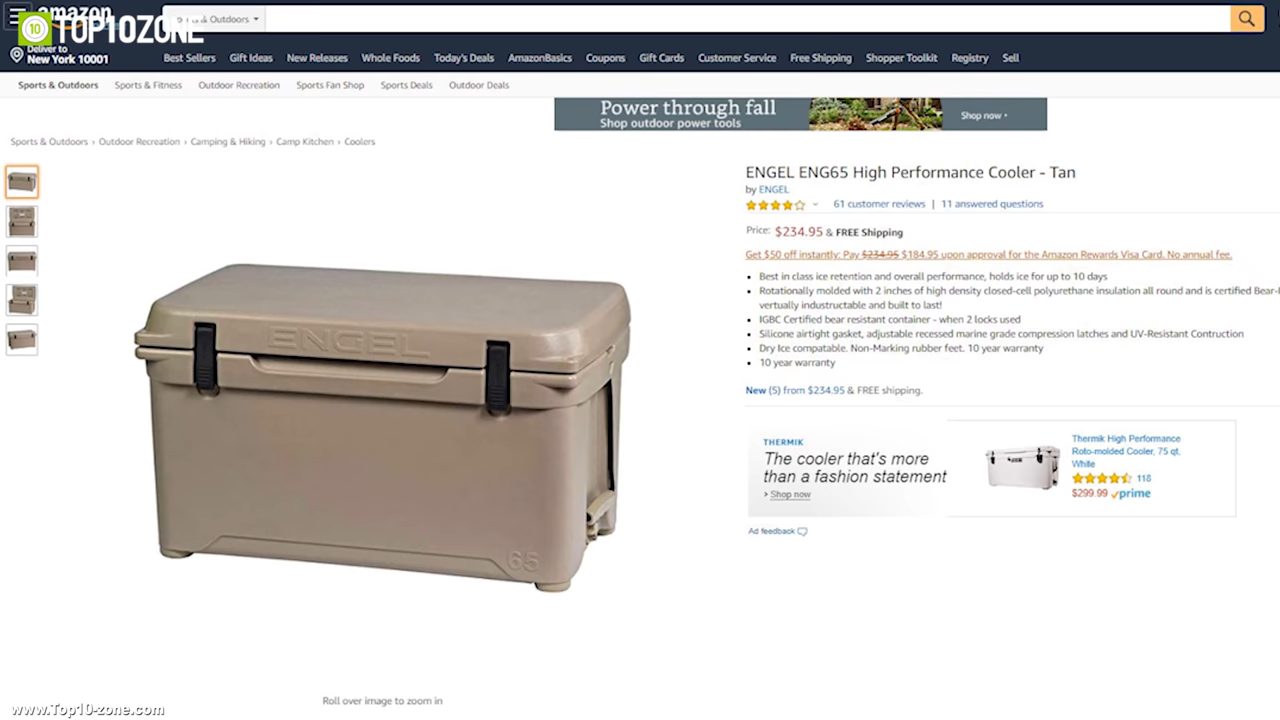 amazon
10 TOP10ZONE
Sports & Outdoors
Deliver to
New York 10001
Best Sellers Gift Ideas New Releases Whole Foods Today's Deals AmazonBasics Coupons Gift Cards Customer Service Free Shipping Shopper Toolkit Registry Sell
Sports & Outdoors Sports & Fitness Outdoor Recreation Sports Fan Shop Sports Deals Outdoor Deals
Power through fall
Shop outdoor power tools
Shop now ›
Sports & Outdoors › Outdoor Recreation › Camping & Hiking › Camp Kitchen › Coolers
ENGEL ENG65 High Performance Cooler - Tan
by ENGEL
61 customer reviews | 11 answered questions
Price: $234.95 & FREE Shipping
Get $50 off instantly: Pay $234.95 $184.95 upon approval for the Amazon Rewards Visa Card. No annual fee.
• Best in class ice retention and overall performance, holds ice for up to 10 days
• Rotationally molded with 2 inches of high density closed-cell polyurethane insulation all round and is certified Bear-
vertually industructable and built to last!
• IGBC Certified bear resistant container - when 2 locks used
• Silicone airtight gasket, adjustable recessed marine grade compression latches and UV-Resistant Contruction
• Dry Ice compatable. Non-Marking rubber feet. 10 year warranty
• 10 year warranty
New (5) from $234.95 & FREE shipping.
ENGEL
65
THERMIK
The cooler that's more
than a fashion statement
› Shop now
Thermik High Performance
Roto-molded Cooler, 75 qt,
White
118
$299.99 prime
Ad feedback
Roll over image to zoom in
www.Top10-zone.com